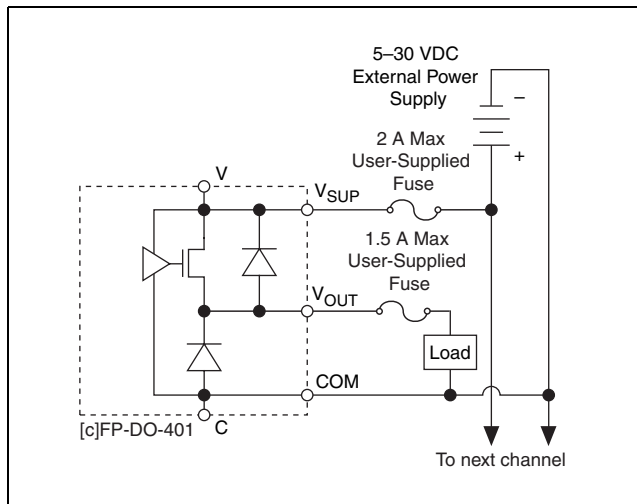 5–30 VDC
External Power
Supply
–
+
2 A Max
User-Supplied
Fuse
V
VSUP
1.5 A Max
User-Supplied
Fuse
VOUT
Load
COM
C
[c]FP-DO-401
To next channel